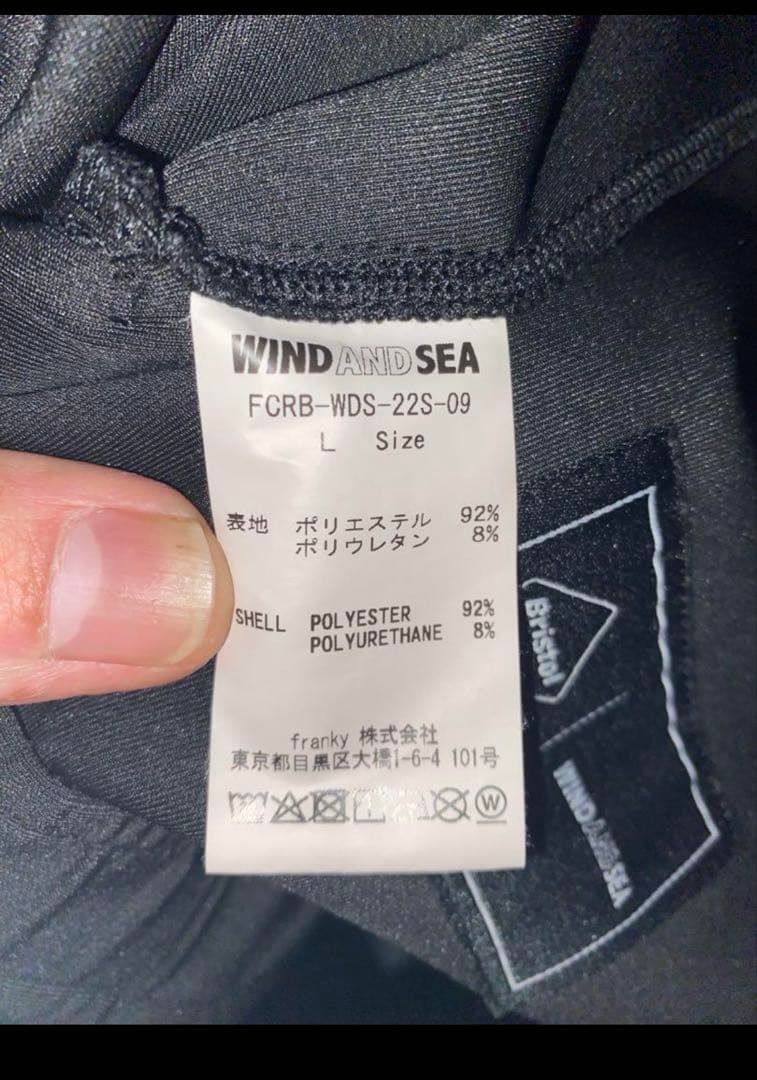 WIND AND SEA
FCRB-WDS-22S-09
L Size
表地 ポリエステル 92%
ポリウレタン 8%
SHELL POLYESTER 92%
POLYURETHANE 8%
franky 株式会社
東京都目黒区大橋1-6-4 101号
W
Bristol
WIND AND SEA